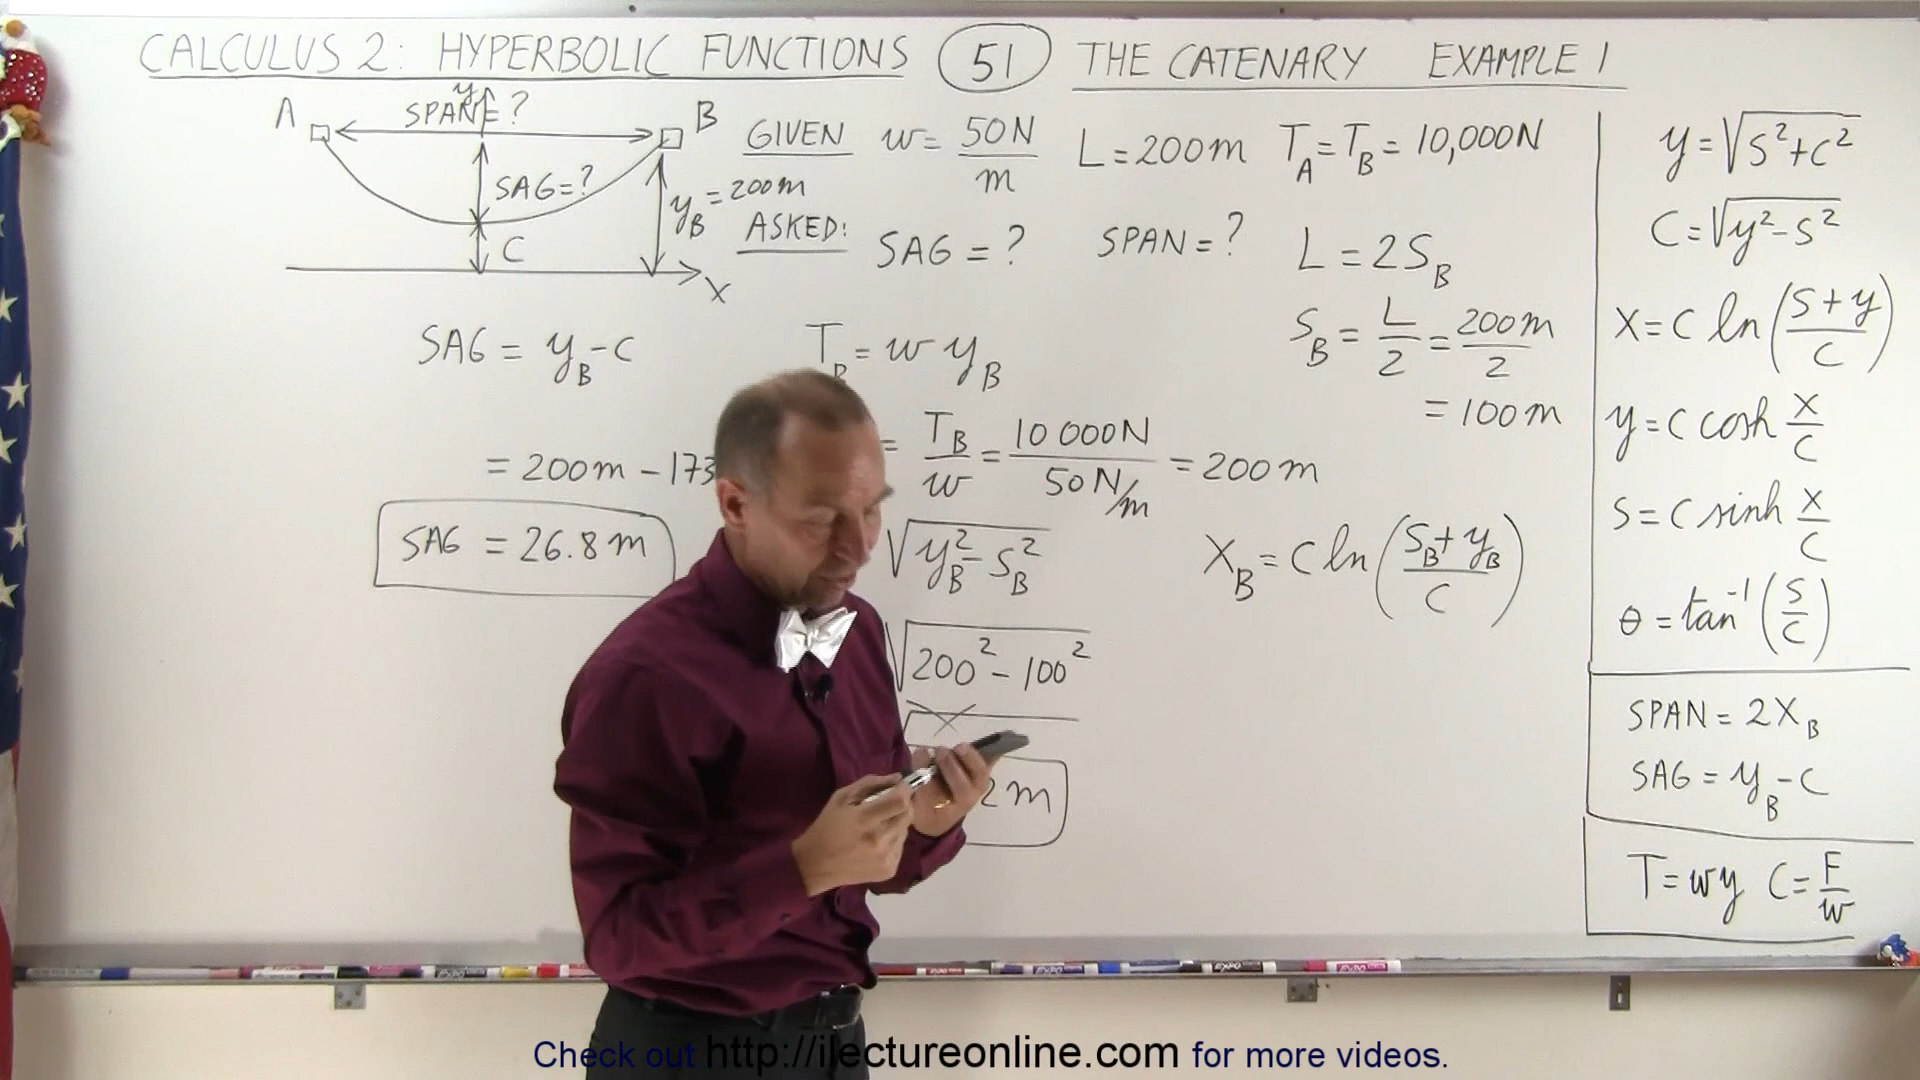 CALCULUS 2: HYPERBOLIC FUNCTIONS 51 THE CATENARY EXAMPLE 1
y
SPAN = ?
A B
SAG = ?
y_B = 200m
C
X
GIVEN w = 50N/m L = 200m T_A = T_B = 10,000N
ASKED: SAG = ? SPAN = ? L = 2S_B
S_B = L/2 = 200m/2
= 100m
SAG = y_B - C
= 200m - 173
SAG = 26.8m
T_B = w y_B
= T_B/w = 10 000N / 50N/m = 200m
√(y_B² - S_B²)
√(200² - 100²)
2m
X_B = C ln((S_B + y_B)/C)
y = √(S² + C²)
C = √(y² - S²)
X = C ln((S + y)/C)
y = C cosh X/C
S = C sinh X/C
θ = tan⁻¹(S/C)
SPAN = 2X_B
SAG = y_B - C
T = wy C = F/w
EXPO
Check out http://ilectureonline.com for more videos.